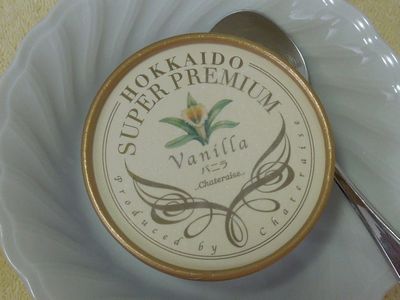 HOKKAIDO
SUPER PREMIUM
Vanilla
バニラ
Chateraise
Produced by Chateraise